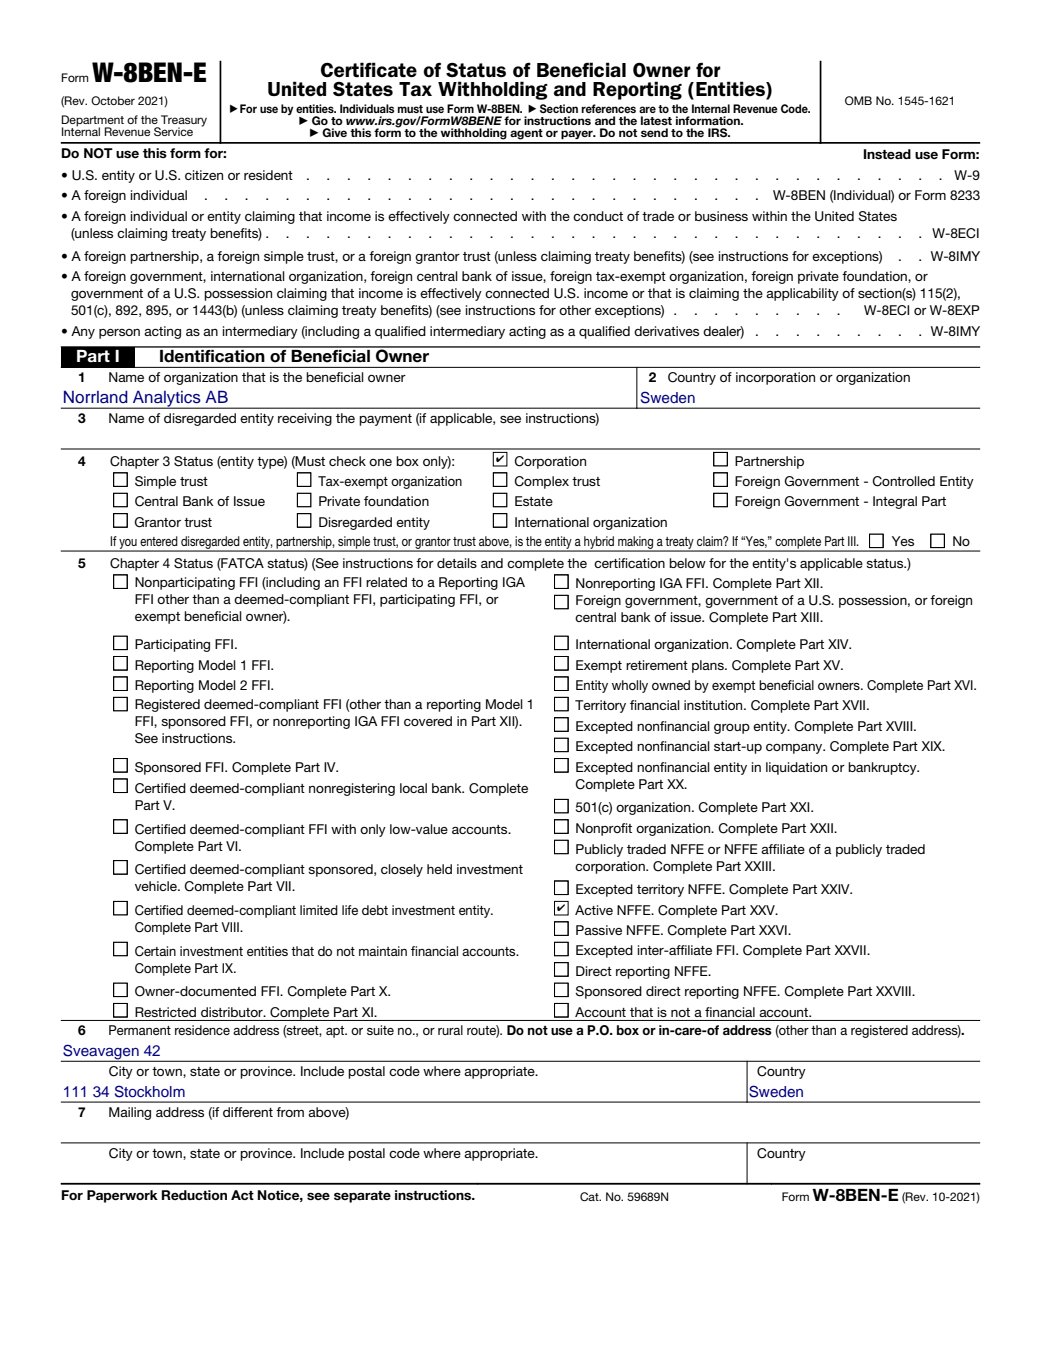 Form W-8BEN-E
(Rev. October 2021)
Department of the Treasury
Internal Revenue Service
Certificate of Status of Beneficial Owner for
United States Tax Withholding and Reporting (Entities)
▶ For use by entities. Individuals must use Form W-8BEN. ▶ Section references are to the Internal Revenue Code.
▶ Go to www.irs.gov/FormW8BENE for instructions and the latest information.
▶ Give this form to the withholding agent or payer. Do not send to the IRS.
OMB No. 1545-1621
Do NOT use this form for: Instead use Form:
• U.S. entity or U.S. citizen or resident . . . . . . . . . . . . . . . . . . . . . . . . W-9
• A foreign individual . . . . . . . . . . . . . . . . . . . . . W-8BEN (Individual) or Form 8233
• A foreign individual or entity claiming that income is effectively connected with the conduct of trade or business within the United States
(unless claiming treaty benefits) . . . . . . . . . . . . . . . . . . . . . . . . . W-8ECI
• A foreign partnership, a foreign simple trust, or a foreign grantor trust (unless claiming treaty benefits) (see instructions for exceptions) . . W-8IMY
• A foreign government, international organization, foreign central bank of issue, foreign tax-exempt organization, foreign private foundation, or
government of a U.S. possession claiming that income is effectively connected U.S. income or that is claiming the applicability of section(s) 115(2),
501(c), 892, 895, or 1443(b) (unless claiming treaty benefits) (see instructions for other exceptions) . . . . . . . . . W-8ECI or W-8EXP
• Any person acting as an intermediary (including a qualified intermediary acting as a qualified derivatives dealer) . . . . . . . . . W-8IMY
Part I Identification of Beneficial Owner
1 Name of organization that is the beneficial owner
Norrland Analytics AB
2 Country of incorporation or organization
Sweden
3 Name of disregarded entity receiving the payment (if applicable, see instructions)
4 Chapter 3 Status (entity type) (Must check one box only): ✔ Corporation Partnership
Simple trust Tax-exempt organization Complex trust Foreign Government - Controlled Entity
Central Bank of Issue Private foundation Estate Foreign Government - Integral Part
Grantor trust Disregarded entity International organization
If you entered disregarded entity, partnership, simple trust, or grantor trust above, is the entity a hybrid making a treaty claim? If “Yes,” complete Part III. Yes No
5 Chapter 4 Status (FATCA status) (See instructions for details and complete the certification below for the entity's applicable status.)
Nonparticipating FFI (including an FFI related to a Reporting IGA
FFI other than a deemed-compliant FFI, participating FFI, or
exempt beneficial owner).
Participating FFI.
Reporting Model 1 FFI.
Reporting Model 2 FFI.
Registered deemed-compliant FFI (other than a reporting Model 1
FFI, sponsored FFI, or nonreporting IGA FFI covered in Part XII).
See instructions.
Sponsored FFI. Complete Part IV.
Certified deemed-compliant nonregistering local bank. Complete
Part V.
Certified deemed-compliant FFI with only low-value accounts.
Complete Part VI.
Certified deemed-compliant sponsored, closely held investment
vehicle. Complete Part VII.
Certified deemed-compliant limited life debt investment entity.
Complete Part VIII.
Certain investment entities that do not maintain financial accounts.
Complete Part IX.
Owner-documented FFI. Complete Part X.
Restricted distributor. Complete Part XI.
Nonreporting IGA FFI. Complete Part XII.
Foreign government, government of a U.S. possession, or foreign
central bank of issue. Complete Part XIII.
International organization. Complete Part XIV.
Exempt retirement plans. Complete Part XV.
Entity wholly owned by exempt beneficial owners. Complete Part XVI.
Territory financial institution. Complete Part XVII.
Excepted nonfinancial group entity. Complete Part XVIII.
Excepted nonfinancial start-up company. Complete Part XIX.
Excepted nonfinancial entity in liquidation or bankruptcy.
Complete Part XX.
501(c) organization. Complete Part XXI.
Nonprofit organization. Complete Part XXII.
Publicly traded NFFE or NFFE affiliate of a publicly traded
corporation. Complete Part XXIII.
Excepted territory NFFE. Complete Part XXIV.
✔ Active NFFE. Complete Part XXV.
Passive NFFE. Complete Part XXVI.
Excepted inter-affiliate FFI. Complete Part XXVII.
Direct reporting NFFE.
Sponsored direct reporting NFFE. Complete Part XXVIII.
Account that is not a financial account.
6 Permanent residence address (street, apt. or suite no., or rural route). Do not use a P.O. box or in-care-of address (other than a registered address).
Sveavagen 42
City or town, state or province. Include postal code where appropriate. Country
111 34 Stockholm Sweden
7 Mailing address (if different from above)
City or town, state or province. Include postal code where appropriate. Country
For Paperwork Reduction Act Notice, see separate instructions. Cat. No. 59689N Form W-8BEN-E (Rev. 10-2021)